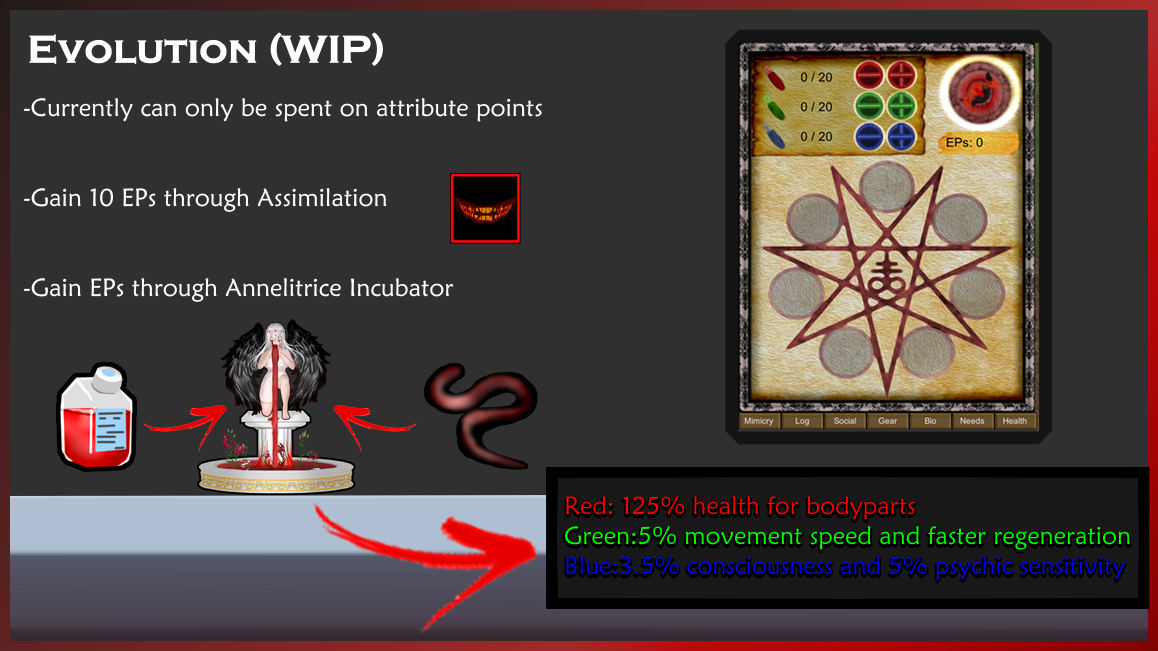 Evolution (WIP)
-Currently can only be spent on attribute points
-Gain 10 EPs through Assimilation
-Gain EPs through Annelitrice Incubator
0 / 20
0 / 20
0 / 20
EPs: 0
Mimicry Log Social Gear Bio Needs Health
Red: 125% health for bodyparts
Green:5% movement speed and faster regeneration
Blue:3.5% consciousness and 5% psychic sensitivity